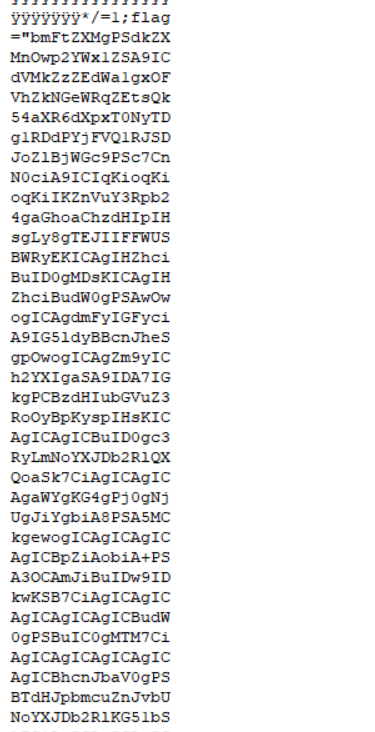 ÿÿÿÿÿÿÿ*/=1;flag
="bmFtZXMgPSdkZX
MnOwp2YWx1ZSA9IC
dVMkZzZEdWa1gxOF
VhZkNGeWRqZEtsQk
54aXR6dXpxT0NyTD
g1RDdPYjFVQ1RJSD
JoZ1BjWGc9PSc7Cn
N0ciA9ICIqKioqKi
oqKiIKZnVuY3Rpb2
4gaGhoaChzdHIpIH
sgLy8gTEJIIFFWUS
BWRyEKICAgIHZhci
BuID0gMDsKICAgIH
ZhciBudW0gPSAwOw
ogICAgdmFyIGFyci
A9IG5ldyBBcnJheS
gpOwogICAgZm9yIC
h2YXIgaSA9IDA7IG
kgPCBzdHIubGVuZ3
RoOyBpKyspIHsKIC
AgICAgICBuID0gc3
RyLmNoYXJDb2RlQX
QoaSk7CiAgICAgIC
AgaWYgKG4gPj0gNj
UgJiYgbiA8PSA5MC
kgewogICAgICAgIC
AgICBpZiAobiA+PS
A3OCAmJiBuIDw9ID
kwKSB7CiAgICAgIC
AgICAgICAgICBudW
0gPSBuIC0gMTM7Ci
AgICAgICAgICAgIC
AgICBhcnJbaV0gPS
BTdHJpbmcuZnJvbU
NoYXJDb2RlKG51bS